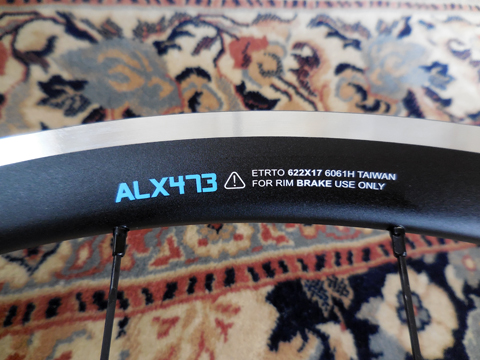 ALX473
ETRTO 622X17 6061H TAIWAN
FOR RIM BRAKE USE ONLY